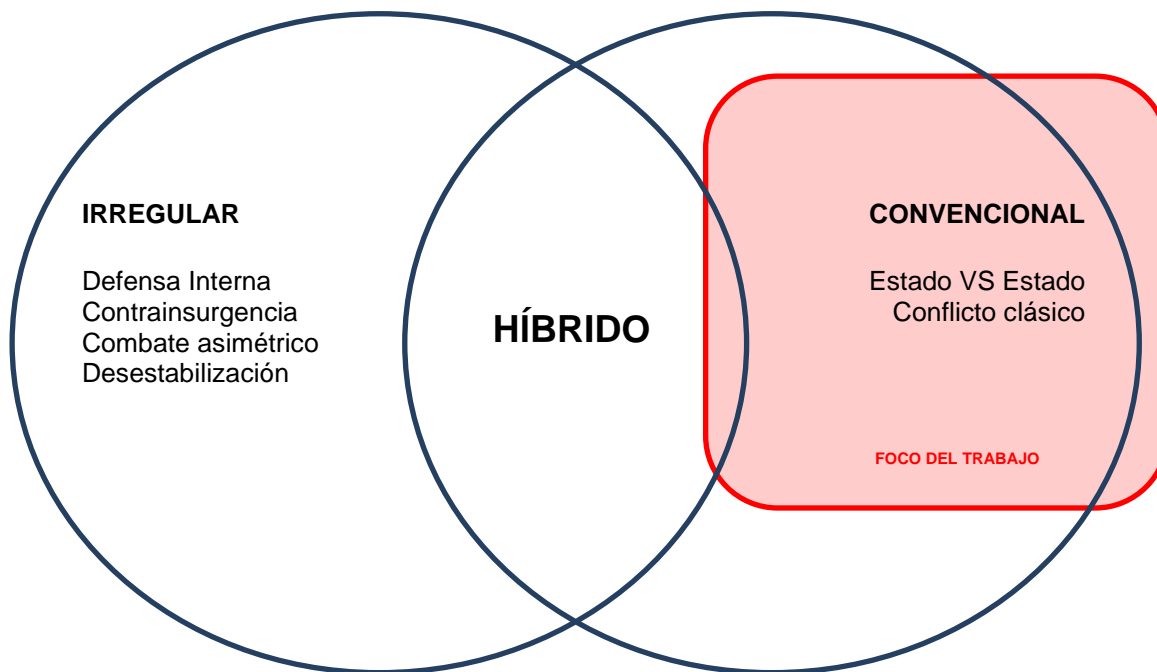 IRREGULAR
Defensa Interna
Contrainsurgencia
Combate asimétrico
Desestabilización
HÍBRIDO
CONVENCIONAL
Estado VS Estado
Conflicto clásico
FOCO DEL TRABAJO